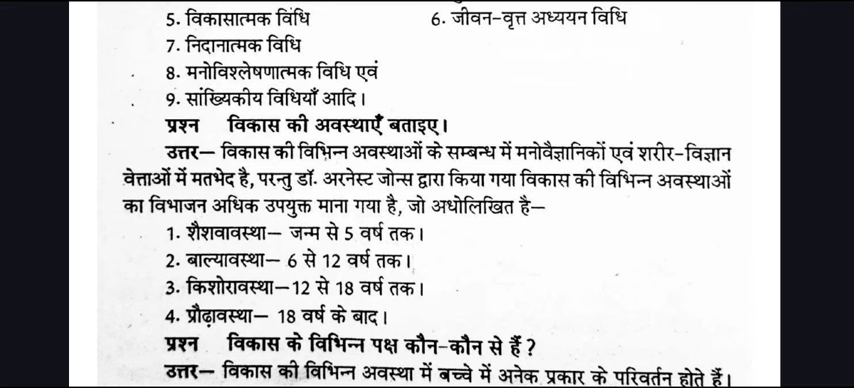 5. विकासात्मक विधि 6. जीवन-वृत्त अध्ययन विधि
7. निदानात्मक विधि
8. मनोविश्लेषणात्मक विधि एवं
9. सांख्यिकीय विधियाँ आदि।
प्रश्न विकास की अवस्थाएँ बताइए।
उत्तर— विकास की विभिन्न अवस्थाओं के सम्बन्ध में मनोवैज्ञानिकों एवं शरीर-विज्ञान
वेत्ताओं में मतभेद है, परन्तु डॉ. अरनेस्ट जोन्स द्वारा किया गया विकास की विभिन्न अवस्थाओं
का विभाजन अधिक उपयुक्त माना गया है, जो अधोलिखित है—
1. शैशवावस्था— जन्म से 5 वर्ष तक।
2. बाल्यावस्था— 6 से 12 वर्ष तक।
3. किशोरावस्था—12 से 18 वर्ष तक।
4. प्रौढ़ावस्था— 18 वर्ष के बाद।
प्रश्न विकास के विभिन्न पक्ष कौन-कौन से हैं ?
उत्तर— विकास की विभिन्न अवस्था में बच्चे में अनेक प्रकार के परिवर्तन होते हैं।